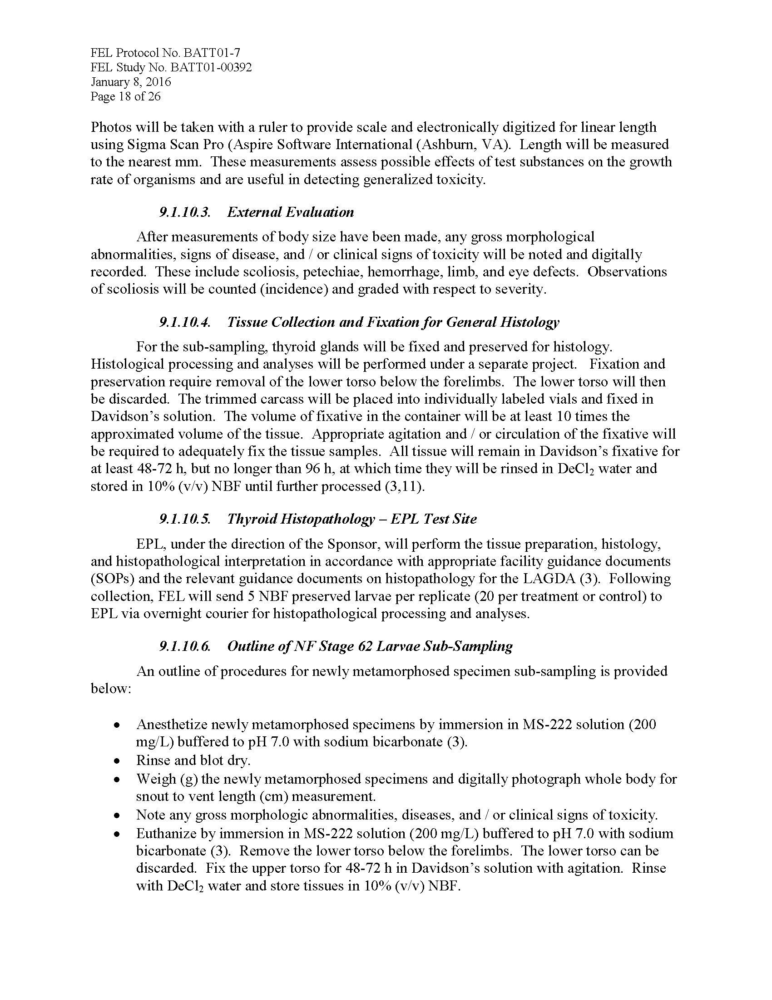 FEL Protocol No. BATT01-7
FEL Study No. BATT01-00392
January 8, 2016
Page 18 of 26
Photos will be taken with a ruler to provide scale and electronically digitized for linear length
using Sigma Scan Pro (Aspire Software International (Ashburn, VA).  Length will be measured
to the nearest mm.  These measurements assess possible effects of test substances on the growth
rate of organisms and are useful in detecting generalized toxicity.
9.1.10.3. External Evaluation
After measurements of body size have been made, any gross morphological
abnormalities, signs of disease, and / or clinical signs of toxicity will be noted and digitally
recorded.  These include scoliosis, petechiae, hemorrhage, limb, and eye defects.  Observations
of scoliosis will be counted (incidence) and graded with respect to severity.
9.1.10.4. Tissue Collection and Fixation for General Histology
For the sub-sampling, thyroid glands will be fixed and preserved for histology.
Histological processing and analyses will be performed under a separate project.   Fixation and
preservation require removal of the lower torso below the forelimbs.  The lower torso will then
be discarded.  The trimmed carcass will be placed into individually labeled vials and fixed in
Davidson's solution.  The volume of fixative in the container will be at least 10 times the
approximated volume of the tissue.  Appropriate agitation and / or circulation of the fixative will
be required to adequately fix the tissue samples.  All tissue will remain in Davidson's fixative for
at least 48-72 h, but no longer than 96 h, at which time they will be rinsed in DeCl₂ water and
stored in 10% (v/v) NBF until further processed (3,11).
9.1.10.5. Thyroid Histopathology – EPL Test Site
EPL, under the direction of the Sponsor, will perform the tissue preparation, histology,
and histopathological interpretation in accordance with appropriate facility guidance documents
(SOPs) and the relevant guidance documents on histopathology for the LAGDA (3).  Following
collection, FEL will send 5 NBF preserved larvae per replicate (20 per treatment or control) to
EPL via overnight courier for histopathological processing and analyses.
9.1.10.6. Outline of NF Stage 62 Larvae Sub-Sampling
An outline of procedures for newly metamorphosed specimen sub-sampling is provided
below:
• Anesthetize newly metamorphosed specimens by immersion in MS-222 solution (200
mg/L) buffered to pH 7.0 with sodium bicarbonate (3).
• Rinse and blot dry.
• Weigh (g) the newly metamorphosed specimens and digitally photograph whole body for
snout to vent length (cm) measurement.
• Note any gross morphologic abnormalities, diseases, and / or clinical signs of toxicity.
• Euthanize by immersion in MS-222 solution (200 mg/L) buffered to pH 7.0 with sodium
bicarbonate (3).  Remove the lower torso below the forelimbs.  The lower torso can be
discarded.  Fix the upper torso for 48-72 h in Davidson's solution with agitation.  Rinse
with DeCl₂ water and store tissues in 10% (v/v) NBF.